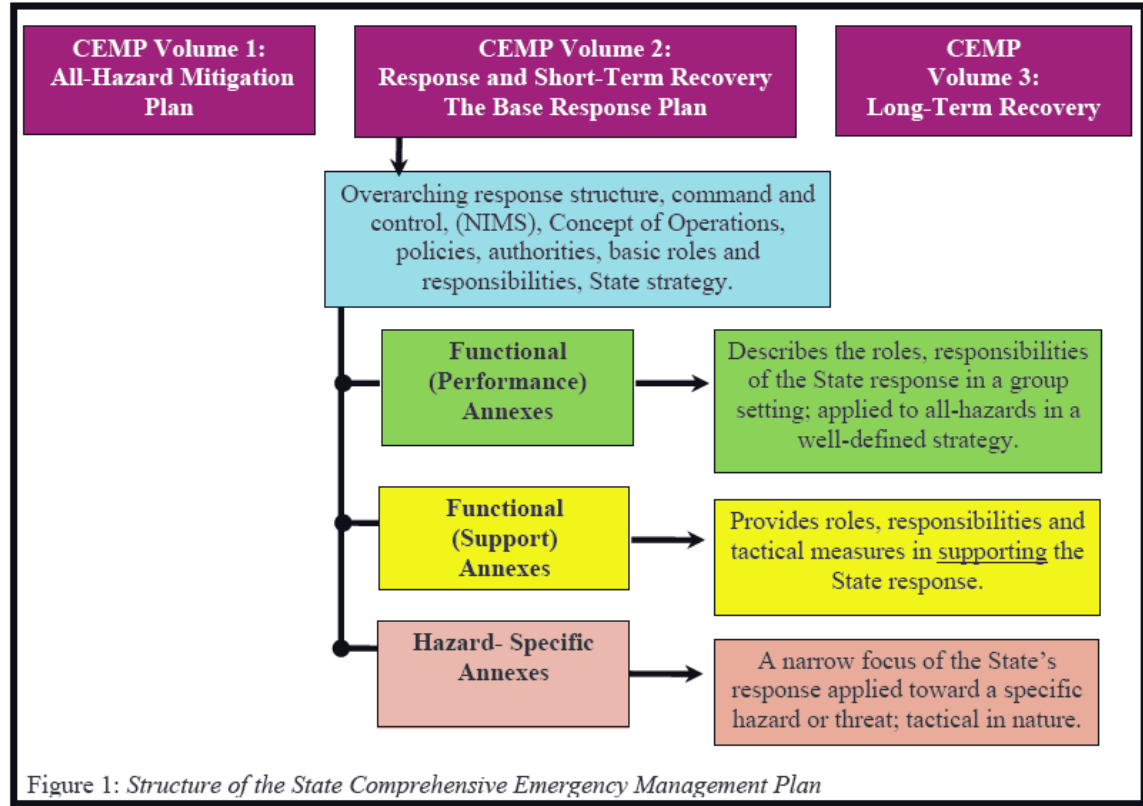 CEMP Volume 1:
All-Hazard Mitigation
Plan
CEMP Volume 2:
Response and Short-Term Recovery
The Base Response Plan
CEMP
Volume 3:
Long-Term Recovery
Overarching response structure, command and
control, (NIMS), Concept of Operations,
policies, authorities, basic roles and
responsibilities, State strategy.
Functional
(Performance)
Annexes
Describes the roles, responsibilities
of the State response in a group
setting; applied to all-hazards in a
well-defined strategy.
Functional
(Support)
Annexes
Provides roles, responsibilities and
tactical measures in supporting the
State response.
Hazard- Specific
Annexes
A narrow focus of the State's
response applied toward a specific
hazard or threat; tactical in nature.
Figure 1: Structure of the State Comprehensive Emergency Management Plan